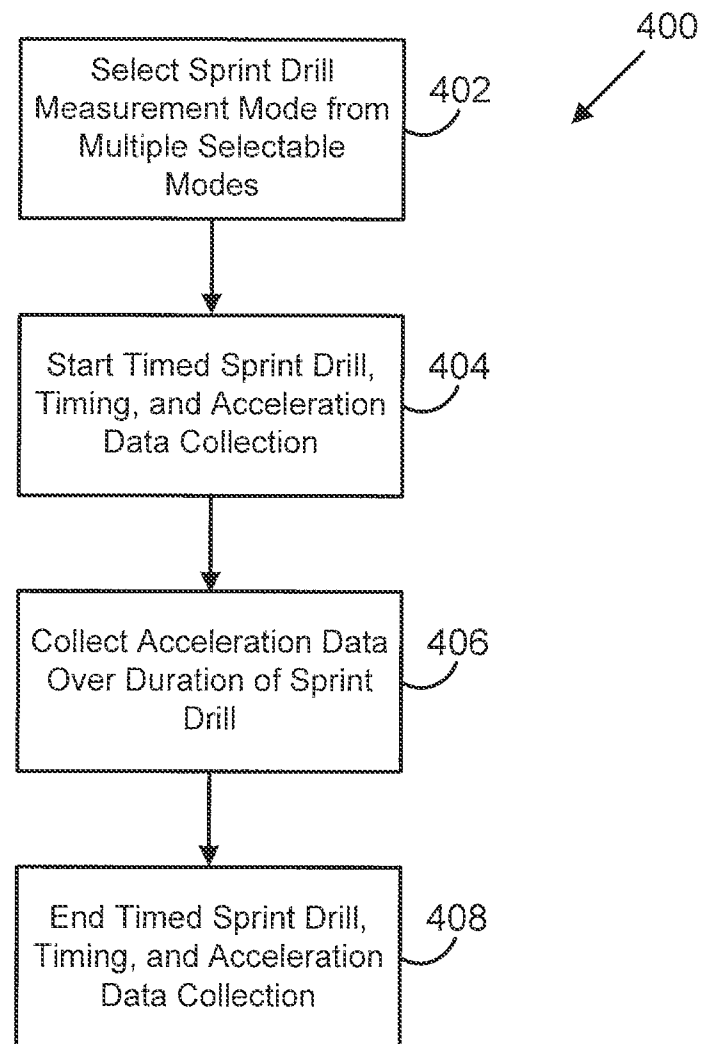 400
Select Sprint Drill
Measurement Mode from
Multiple Selectable
Modes
402
Start Timed Sprint Drill,
Timing, and Acceleration
Data Collection
404
Collect Acceleration Data
Over Duration of Sprint
Drill
406
End Timed Sprint Drill,
Timing, and Acceleration
Data Collection
408